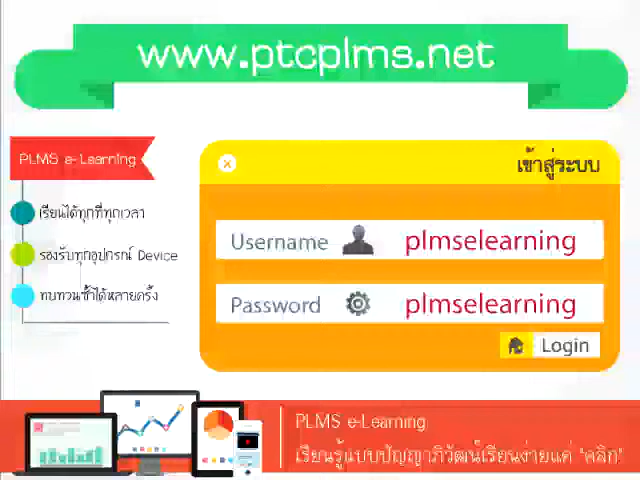 www.ptcplms.net
PLMS e-Learning
เรียนได้ทุกที่ทุกเวลา
รองรับทุกอุปกรณ์ Device
ทบทวนซ้ำได้หลายครั้ง
เข้าสู่ระบบ
Username plmselearning
Password plmselearning
Login
PLMS e-Learning
เรียนรู้แบบปัญญาภิวัฒน์เรียนง่ายแค่ 'คลิก'